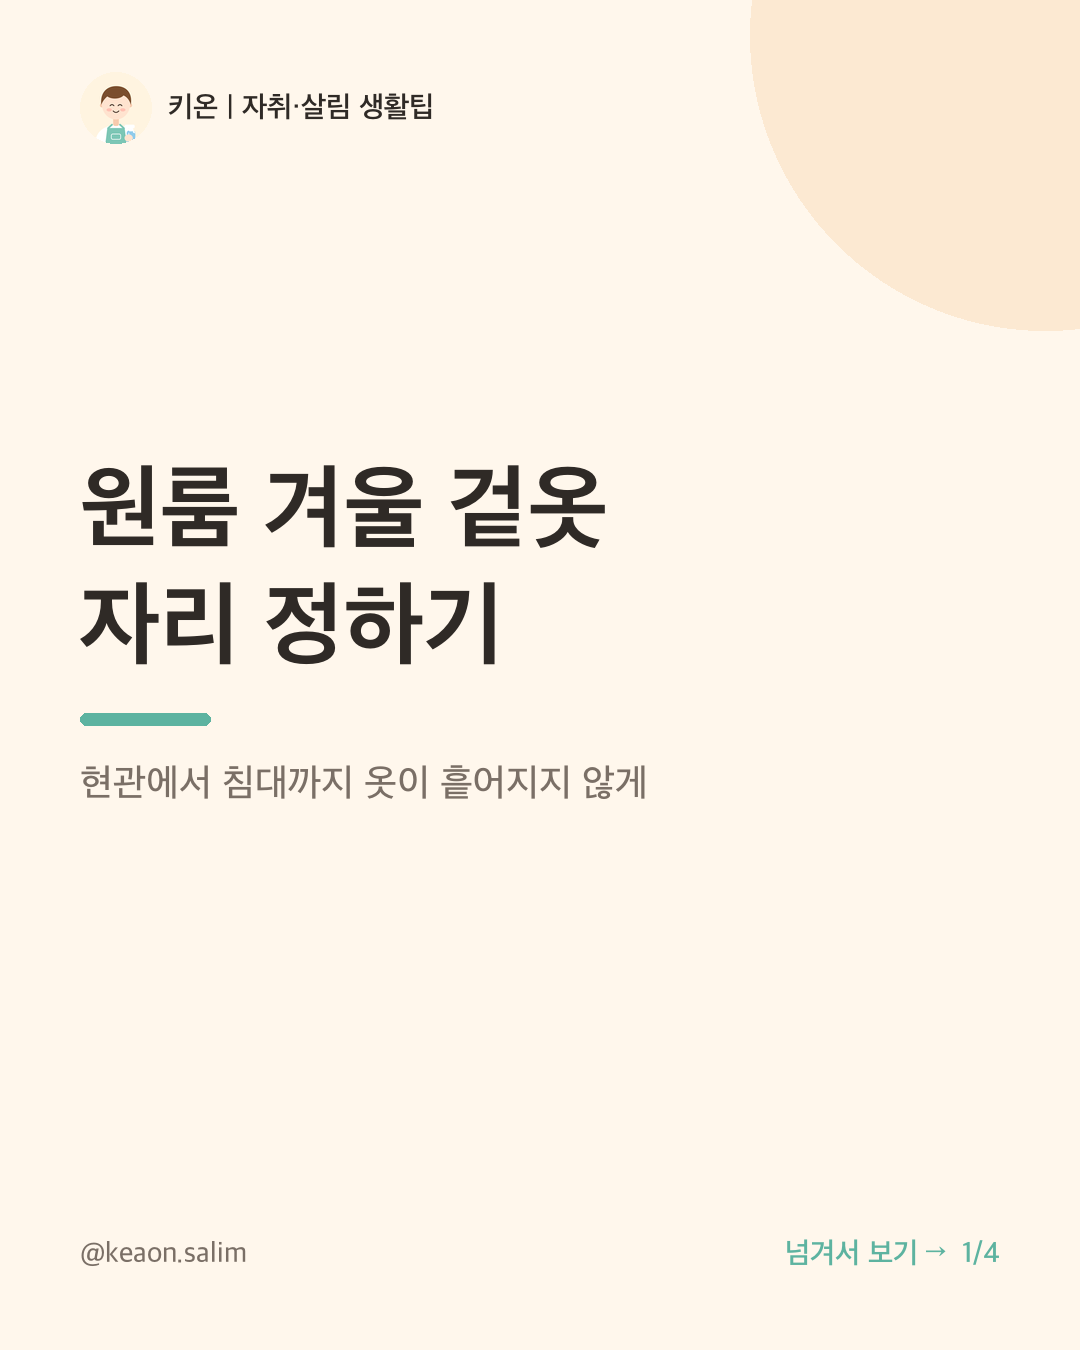 키온 | 자취·살림 생활팁
원룸 겨울 겉옷
자리 정하기
현관에서 침대까지 옷이 흩어지지 않게
@keaon.salim
넘겨서 보기 → 1/4